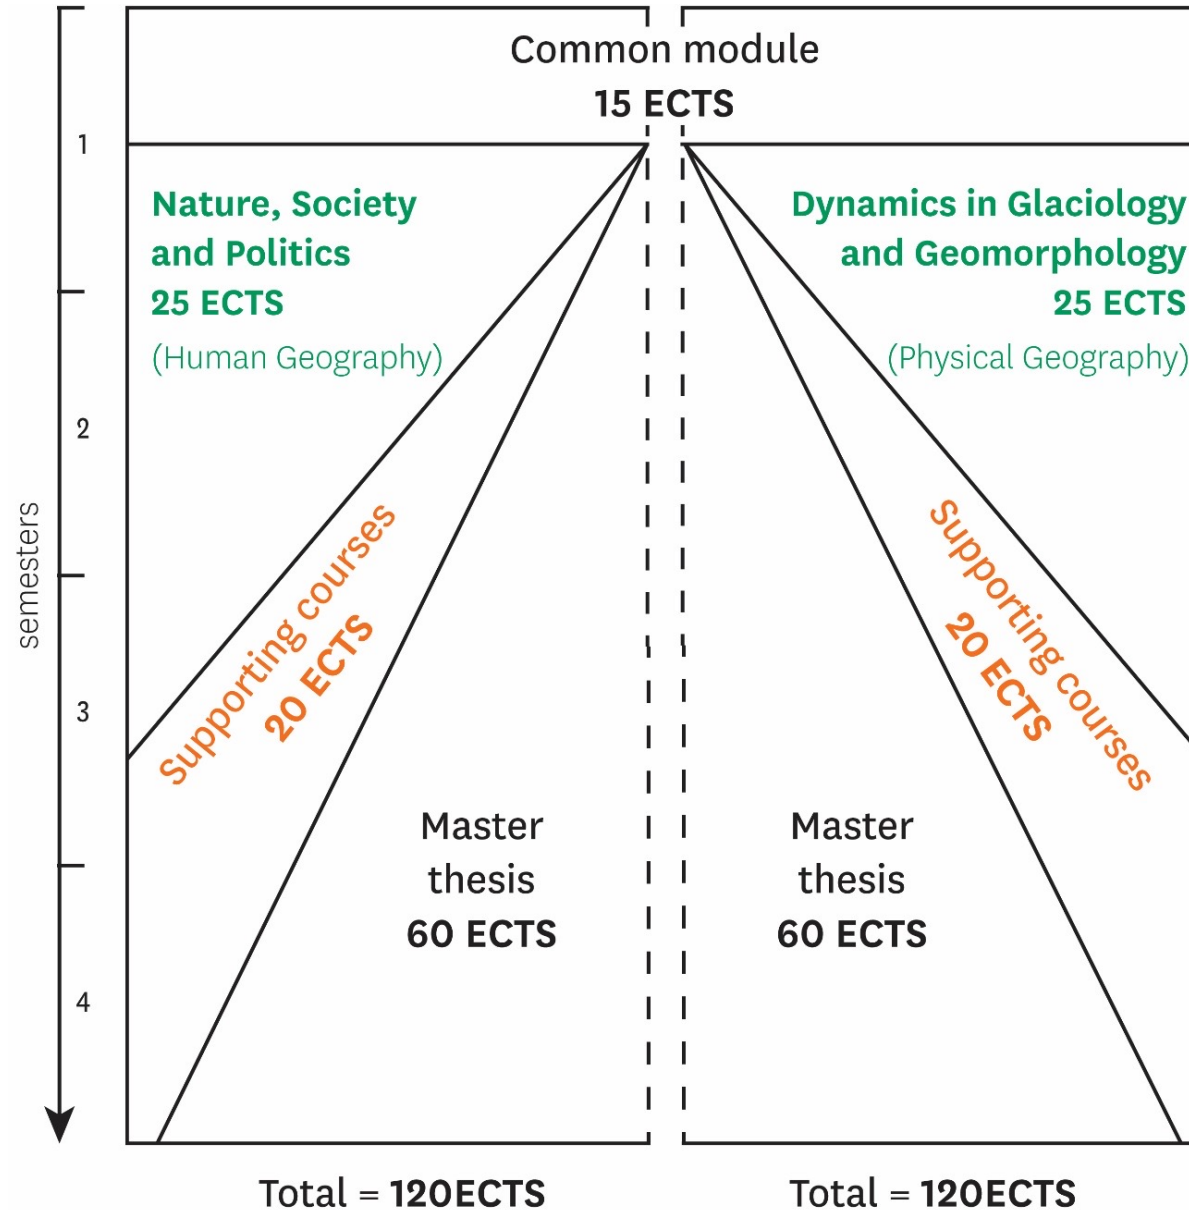 Common module
15 ECTS
1
Nature, Society
and Politics
25 ECTS
(Human Geography)
Dynamics in Glaciology
and Geomorphology
25 ECTS
(Physical Geography)
2
semesters
Supporting courses
20 ECTS
Supporting courses
20 ECTS
3
Master
thesis
60 ECTS
Master
thesis
60 ECTS
4
Total = 120ECTS
Total = 120ECTS